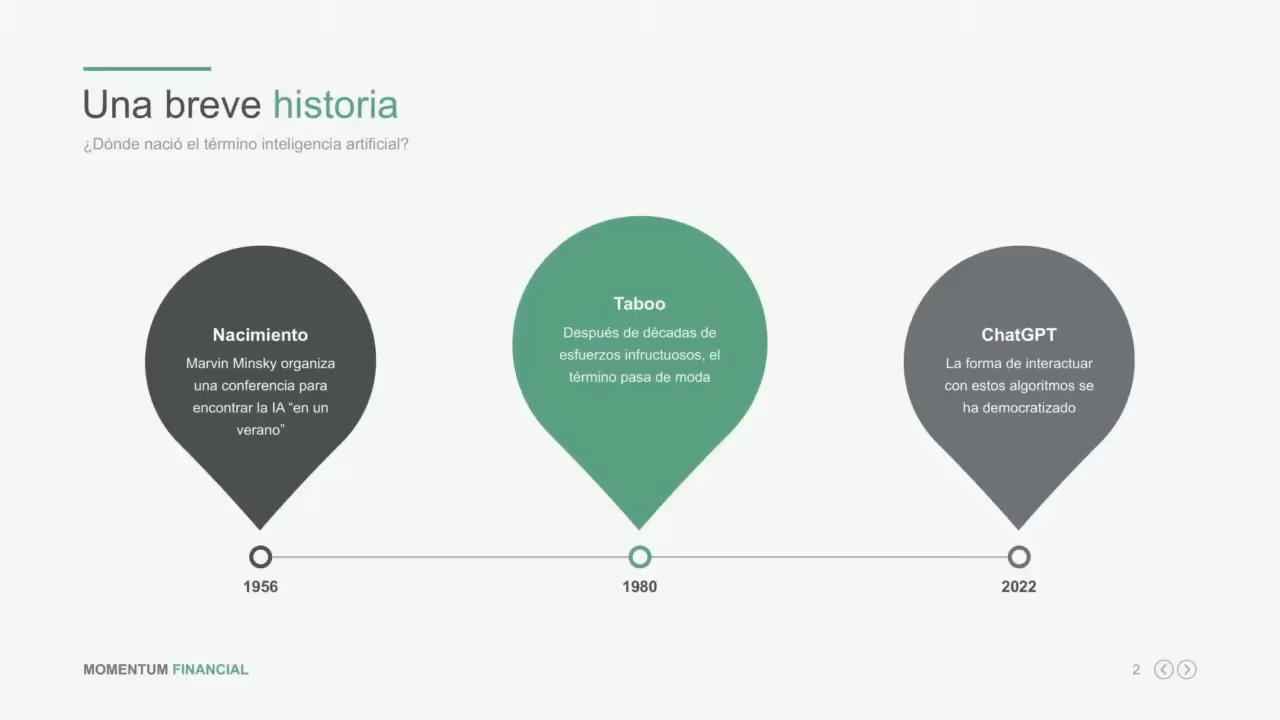 Una breve historia
¿Dónde nació el término inteligencia artificial?
Nacimiento
Marvin Minsky organiza
una conferencia para
encontrar la IA “en un
verano”
Taboo
Después de dècadas de
esfuerzos infructuosos, el
término pasa de moda
ChatGPT
La forma de interactuar
con estos algoritmos se
ha democratizado
1956
1980
2022
MOMENTUM FINANCIAL
2